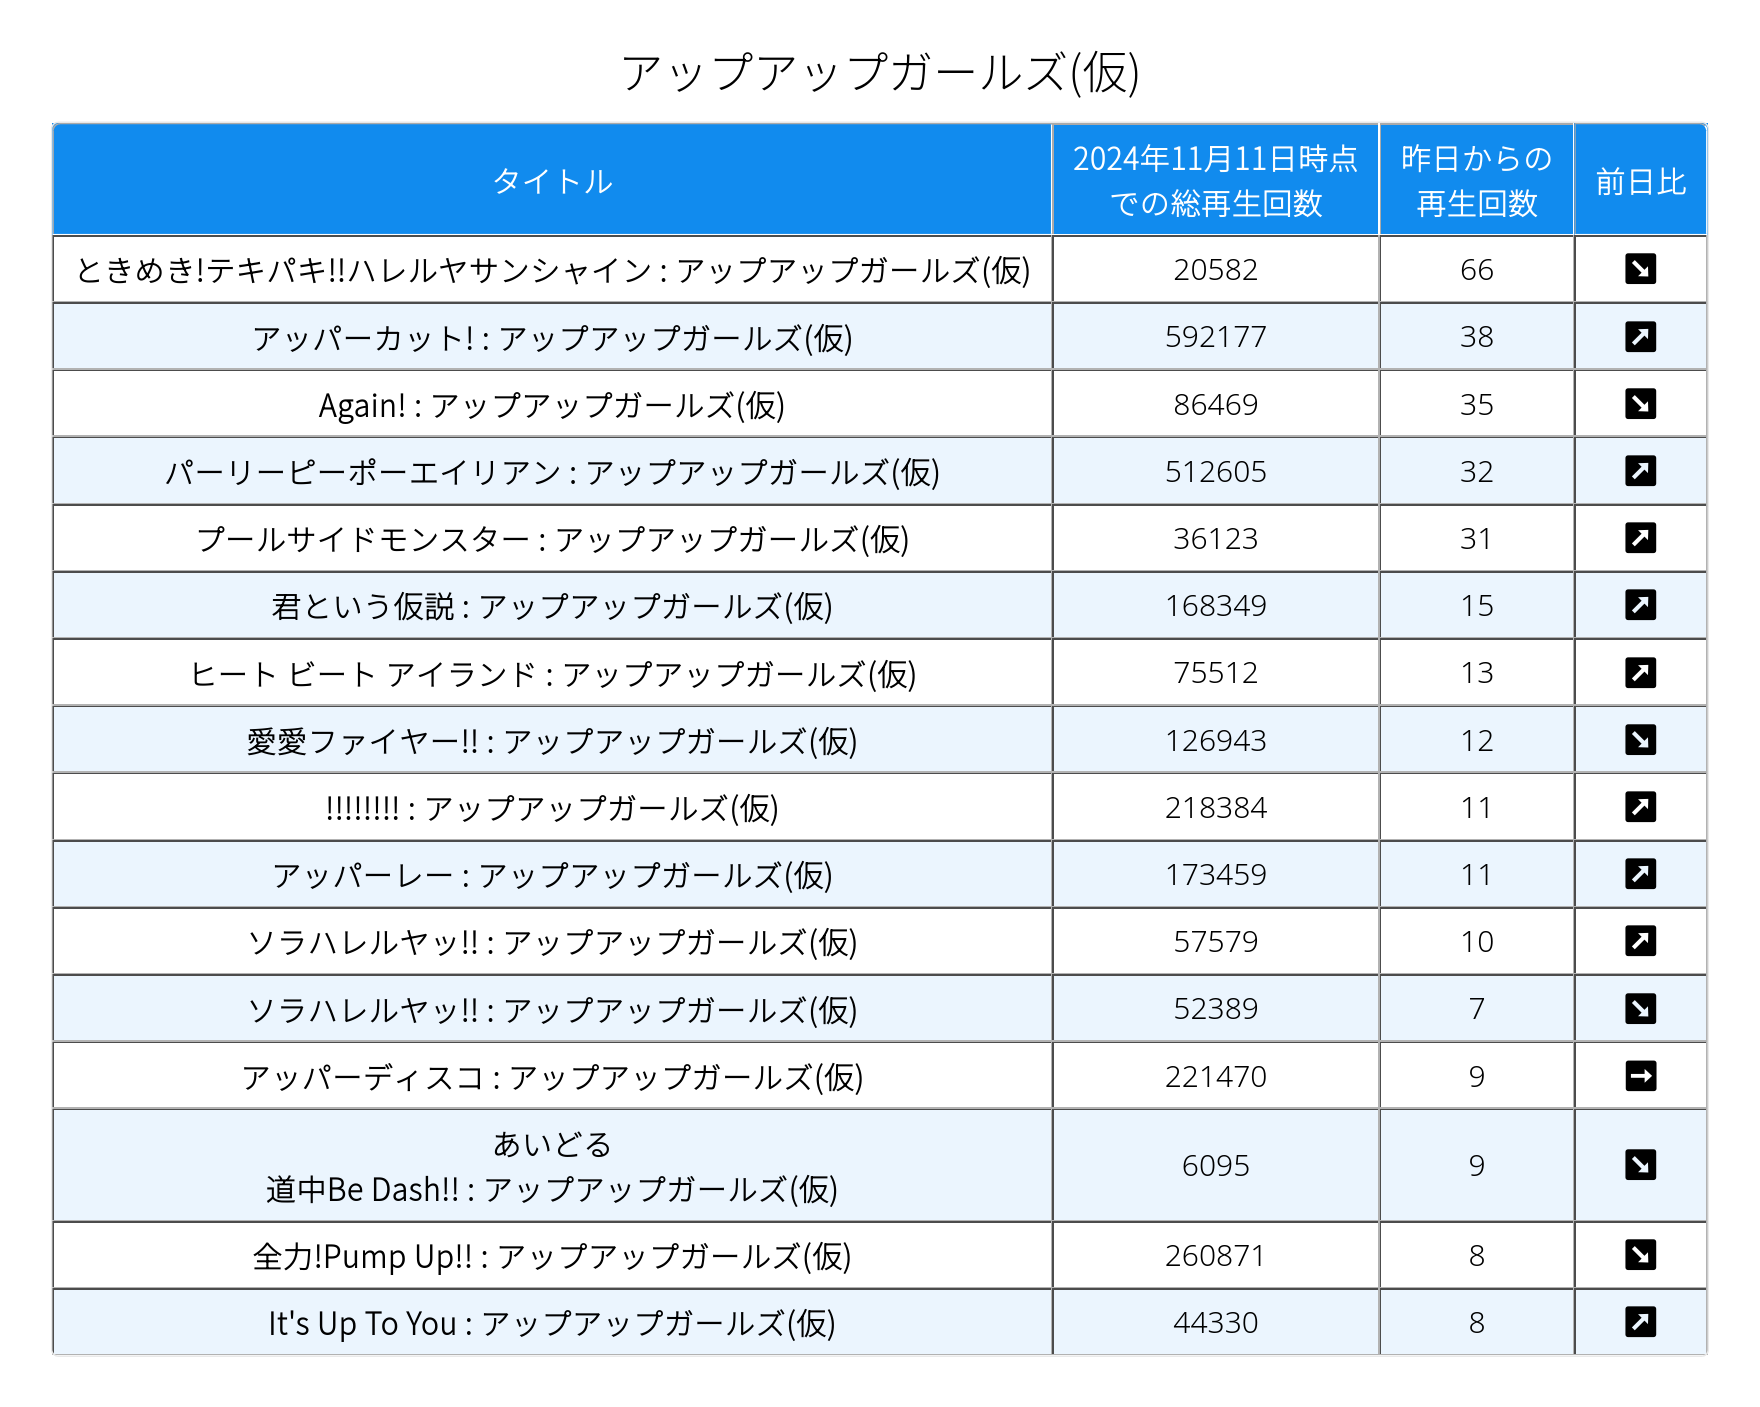 アップアップガールズ(仮)
タイトル
2024年11月11日時点
での総再生回数
昨日からの
再生回数
前日比
ときめき!テキパキ!!ハレルヤサンシャイン : アップアップガールズ(仮) 20582 66 ↘
アッパーカット! : アップアップガールズ(仮) 592177 38 ↗
Again! : アップアップガールズ(仮) 86469 35 ↘
パーリーピーポーエイリアン : アップアップガールズ(仮) 512605 32 ↗
プールサイドモンスター : アップアップガールズ(仮) 36123 31 ↗
君という仮説 : アップアップガールズ(仮) 168349 15 ↗
ヒート ビート アイランド : アップアップガールズ(仮) 75512 13 ↗
愛愛ファイヤー!! : アップアップガールズ(仮) 126943 12 ↘
!!!!!!!! : アップアップガールズ(仮) 218384 11 ↗
アッパーレー : アップアップガールズ(仮) 173459 11 ↗
ソラハレルヤッ!! : アップアップガールズ(仮) 57579 10 ↗
ソラハレルヤッ!! : アップアップガールズ(仮) 52389 7 ↘
アッパーディスコ : アップアップガールズ(仮) 221470 9 →
あいどる
道中Be Dash!! : アップアップガールズ(仮) 6095 9 ↘
全力!Pump Up!! : アップアップガールズ(仮) 260871 8 ↘
It's Up To You : アップアップガールズ(仮) 44330 8 ↗